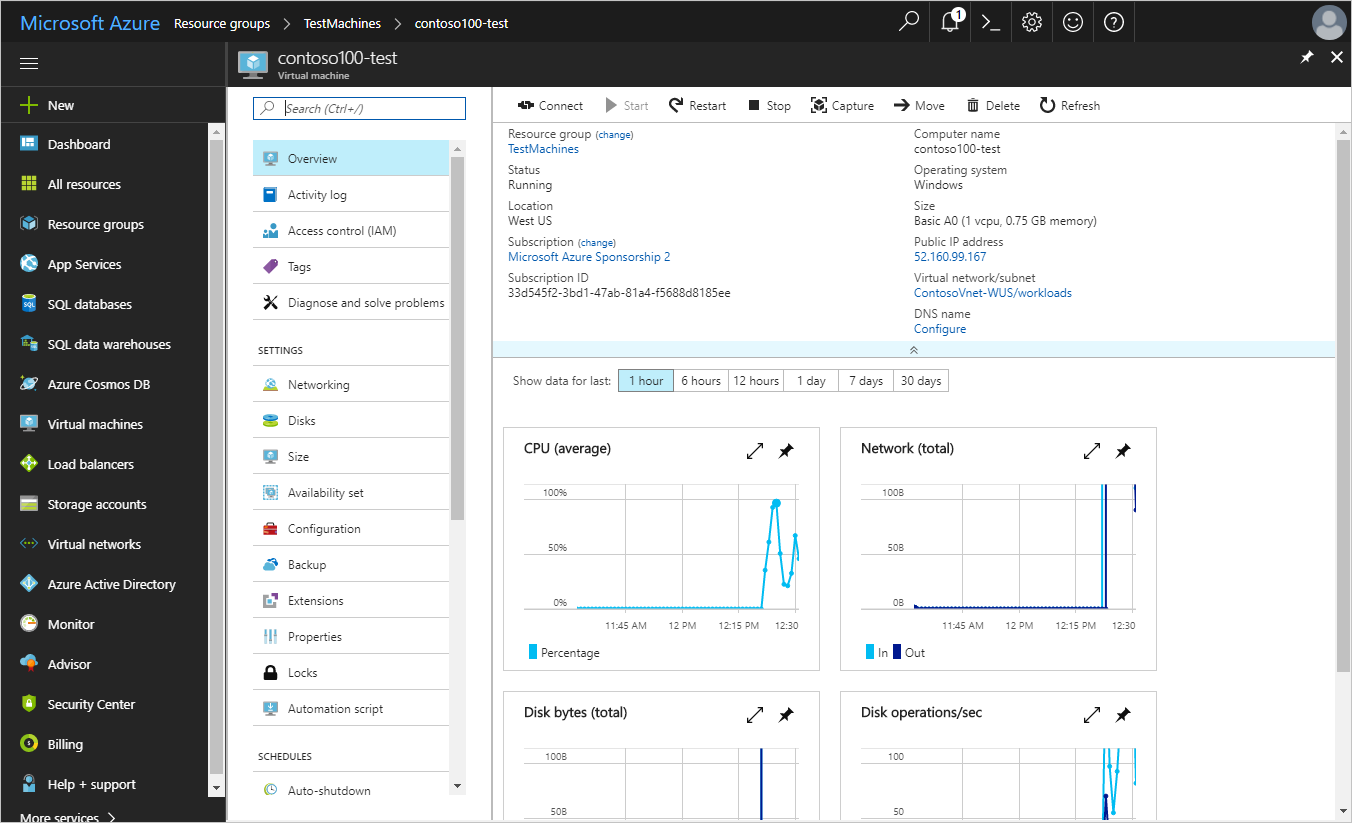 Microsoft Azure Resource groups > TestMachines > contoso100-test
1
contoso100-test
Virtual machine
New
Dashboard
All resources
Resource groups
App Services
SQL databases
SQL data warehouses
Azure Cosmos DB
Virtual machines
Load balancers
Storage accounts
Virtual networks
Azure Active Directory
Monitor
Advisor
Security Center
Billing
Help + support
More services >
Search (Ctrl+/)
Overview
Activity log
Access control (IAM)
Tags
Diagnose and solve problems
SETTINGS
Networking
Disks
Size
Availability set
Configuration
Backup
Extensions
Properties
Locks
Automation script
SCHEDULES
Auto-shutdown
Connect Start Restart Stop Capture Move Delete Refresh
Resource group (change)
TestMachines
Status
Running
Location
West US
Subscription (change)
Microsoft Azure Sponsorship 2
Subscription ID
33d545f2-3bd1-47ab-81a4-f5688d8185ee
Computer name
contoso100-test
Operating system
Windows
Size
Basic A0 (1 vcpu, 0.75 GB memory)
Public IP address
52.160.99.167
Virtual network/subnet
ContosoVnet-WUS/workloads
DNS name
Configure
Show data for last: 1 hour 6 hours 12 hours 1 day 7 days 30 days
CPU (average)
100%
50%
0%
11:45 AM 12 PM 12:15 PM 12:30
Percentage
Network (total)
100B
50B
0B
11:45 AM 12 PM 12:15 PM 12:30
In Out
Disk bytes (total)
100B
50B
Disk operations/sec
100
50